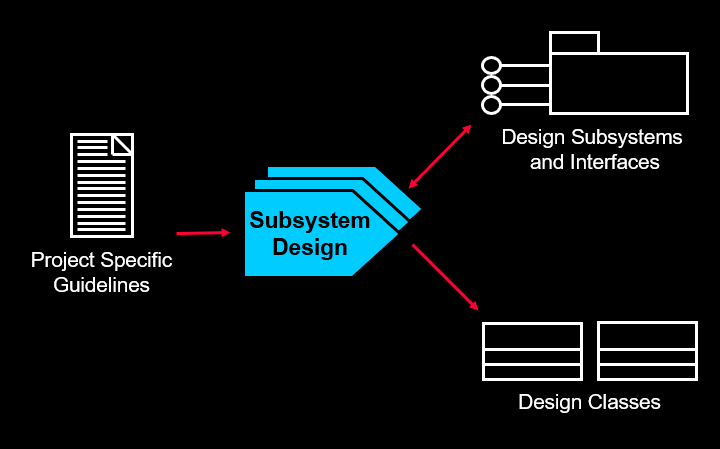 Design Subsystems
and Interfaces
Subsystem
Design
Project Specific
Guidelines
Design Classes